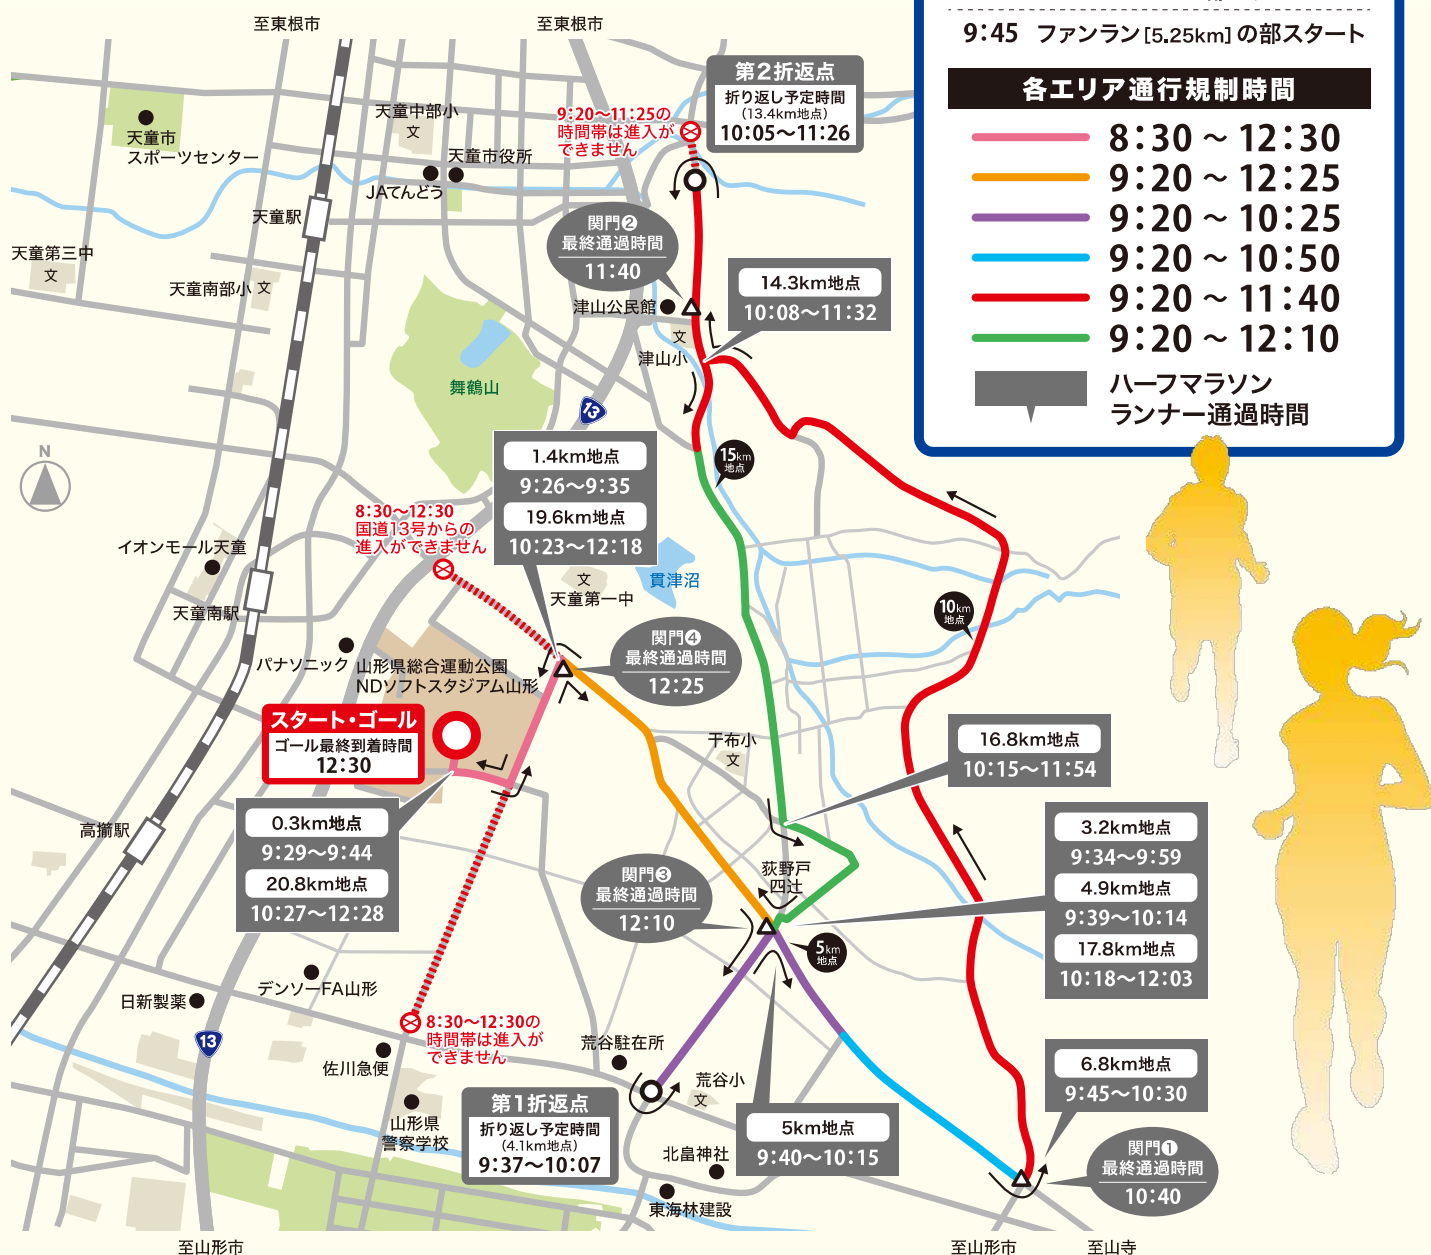 9:45 ファンラン[5.25km]の部スタート
各エリア通行規制時間
8:30 ～ 12:30
9:20 ～ 12:25
9:20 ～ 10:25
9:20 ～ 10:50
9:20 ～ 11:40
9:20 ～ 12:10
ハーフマラソン
ランナー通過時間
至東根市
至東根市
第2折返点
折り返し予定時間
(13.4km地点)
10:05～11:26
9:20～11:25の
時間帯は進入が
できません
天童市
スポーツセンター
天童中部小
文
天童市役所
JAてんどう
天童駅
天童第三中
文
天童南部小 文
関門❷
最終通過時間
11:40
津山公民館
文
津山小
14.3km地点
10:08～11:32
舞鶴山
13
N
15km
地点
1.4km地点
9:26～9:35
19.6km地点
10:23～12:18
8:30～12:30
国道13号からの
進入ができません
イオンモール天童
天童南駅
文
天童第一中
貫津沼
10km
地点
パナソニック
山形県総合運動公園
NDソフトスタジアム山形
関門❹
最終通過時間
12:25
スタート・ゴール
ゴール最終到着時間
12:30
干布小
文
16.8km地点
10:15～11:54
高擶駅
0.3km地点
9:29～9:44
20.8km地点
10:27～12:28
関門❸
最終通過時間
12:10
荻野戸
四辻
3.2km地点
9:34～9:59
4.9km地点
9:39～10:14
17.8km地点
10:18～12:03
5km
地点
デンソーFA山形
日新製薬
13
8:30～12:30の
時間帯は進入が
できません
佐川急便
荒谷駐在所
荒谷小
文
山形県
警察学校
第1折返点
折り返し予定時間
(4.1km地点)
9:37～10:07
5km地点
9:40～10:15
6.8km地点
9:45～10:30
関門❶
最終通過時間
10:40
北畠神社
東海林建設
至山形市
至山形市
至山寺